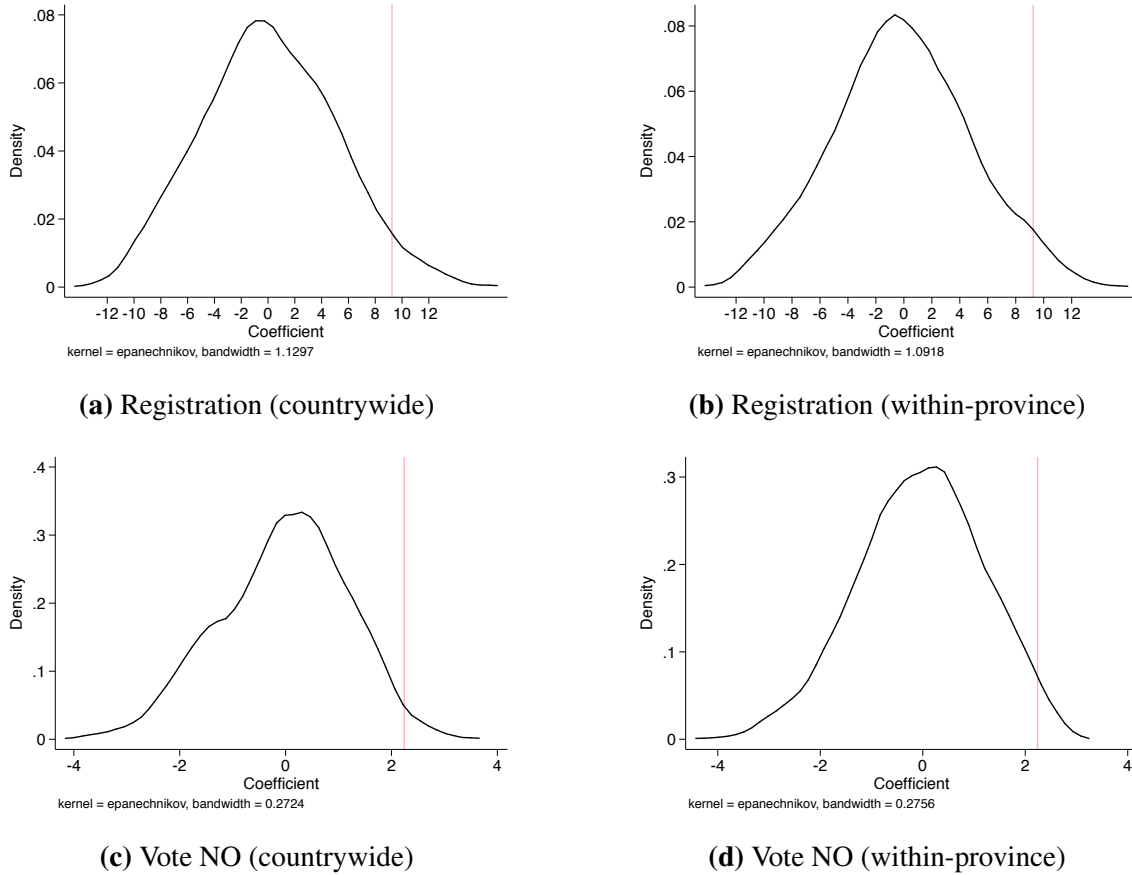 .08
.06
.04
.02
0
Density
-12 -10 -8 -6 -4 -2 0 2 4 6 8 10 12
Coefficient
kernel = epanechnikov, bandwidth = 1.1297
(a) Registration (countrywide)
.08
.06
.04
.02
0
Density
-12 -10 -8 -6 -4 -2 0 2 4 6 8 10 12
Coefficient
kernel = epanechnikov, bandwidth = 1.0918
(b) Registration (within-province)
.4
.3
.2
.1
0
Density
-4 -2 0 2 4
Coefficient
kernel = epanechnikov, bandwidth = 0.2724
(c) Vote NO (countrywide)
.3
.2
.1
0
Density
-4 -2 0 2 4
Coefficient
kernel = epanechnikov, bandwidth = 0.2756
(d) Vote NO (within-province)